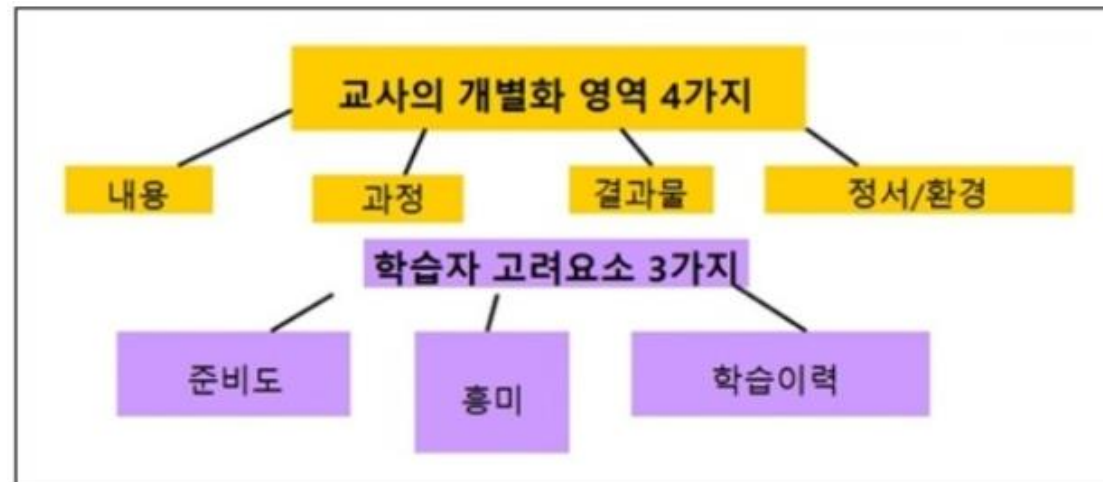 교사의 개별화 영역 4가지
내용
과정
결과물
정서/환경
학습자 고려요소 3가지
준비도
흥미
학습이력